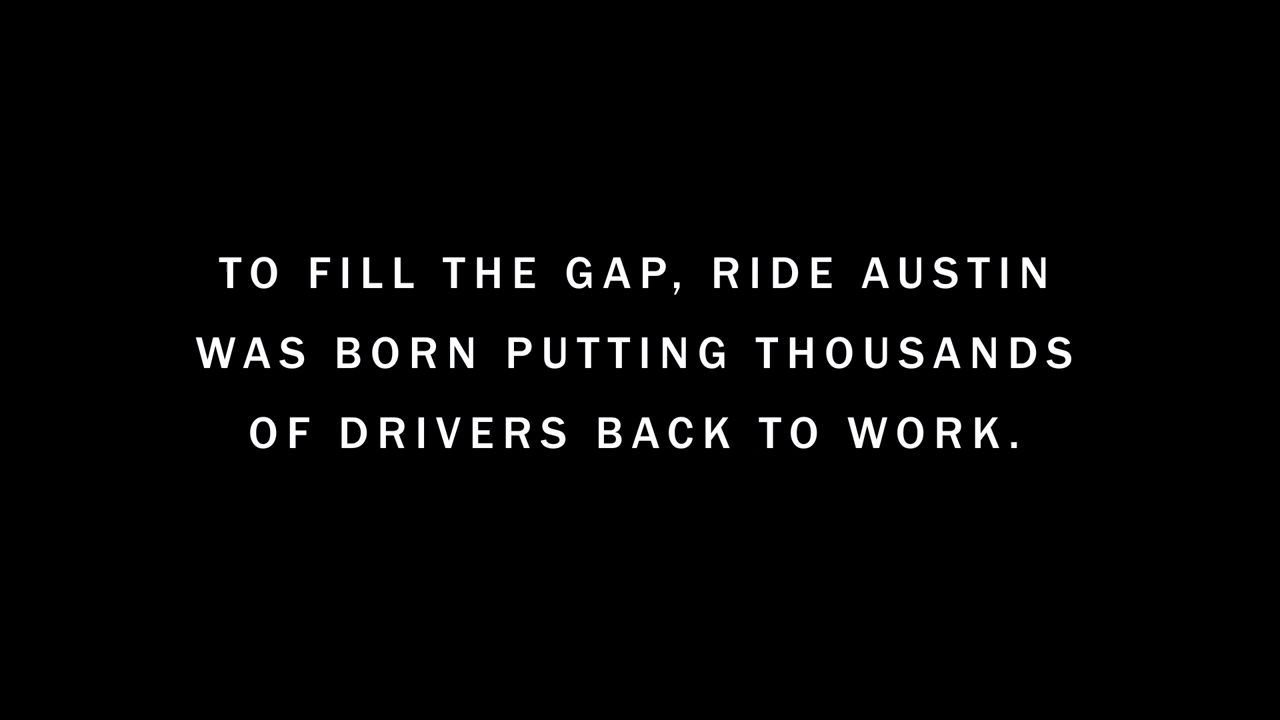 TO FILL THE GAP, RIDE AUSTIN
WAS BORN PUTTING THOUSANDS
OF DRIVERS BACK TO WORK.